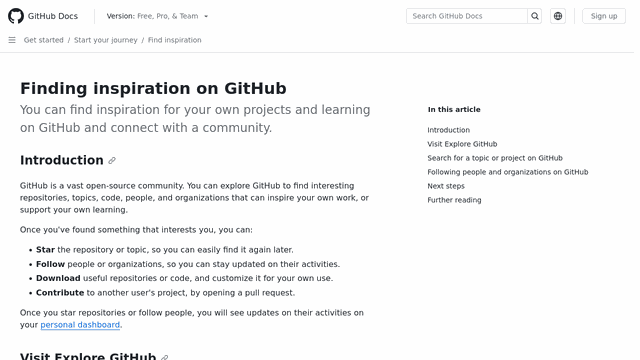 GitHub Docs
Version: Free, Pro, & Team
Search GitHub Docs
Sign up
Get started / Start your journey / Find inspiration
Finding inspiration on GitHub
You can find inspiration for your own projects and learning
on GitHub and connect with a community.
Introduction
GitHub is a vast open-source community. You can explore GitHub to find interesting
repositories, topics, code, people, and organizations that can inspire your own work, or
support your own learning.
Once you've found something that interests you, you can:
• Star the repository or topic, so you can easily find it again later.
• Follow people or organizations, so you can stay updated on their activities.
• Download useful repositories or code, and customize it for your own use.
• Contribute to another user's project, by opening a pull request.
Once you star repositories or follow people, you will see updates on their activities on
your personal dashboard.
Visit Explore GitHub
In this article
Introduction
Visit Explore GitHub
Search for a topic or project on GitHub
Following people and organizations on GitHub
Next steps
Further reading